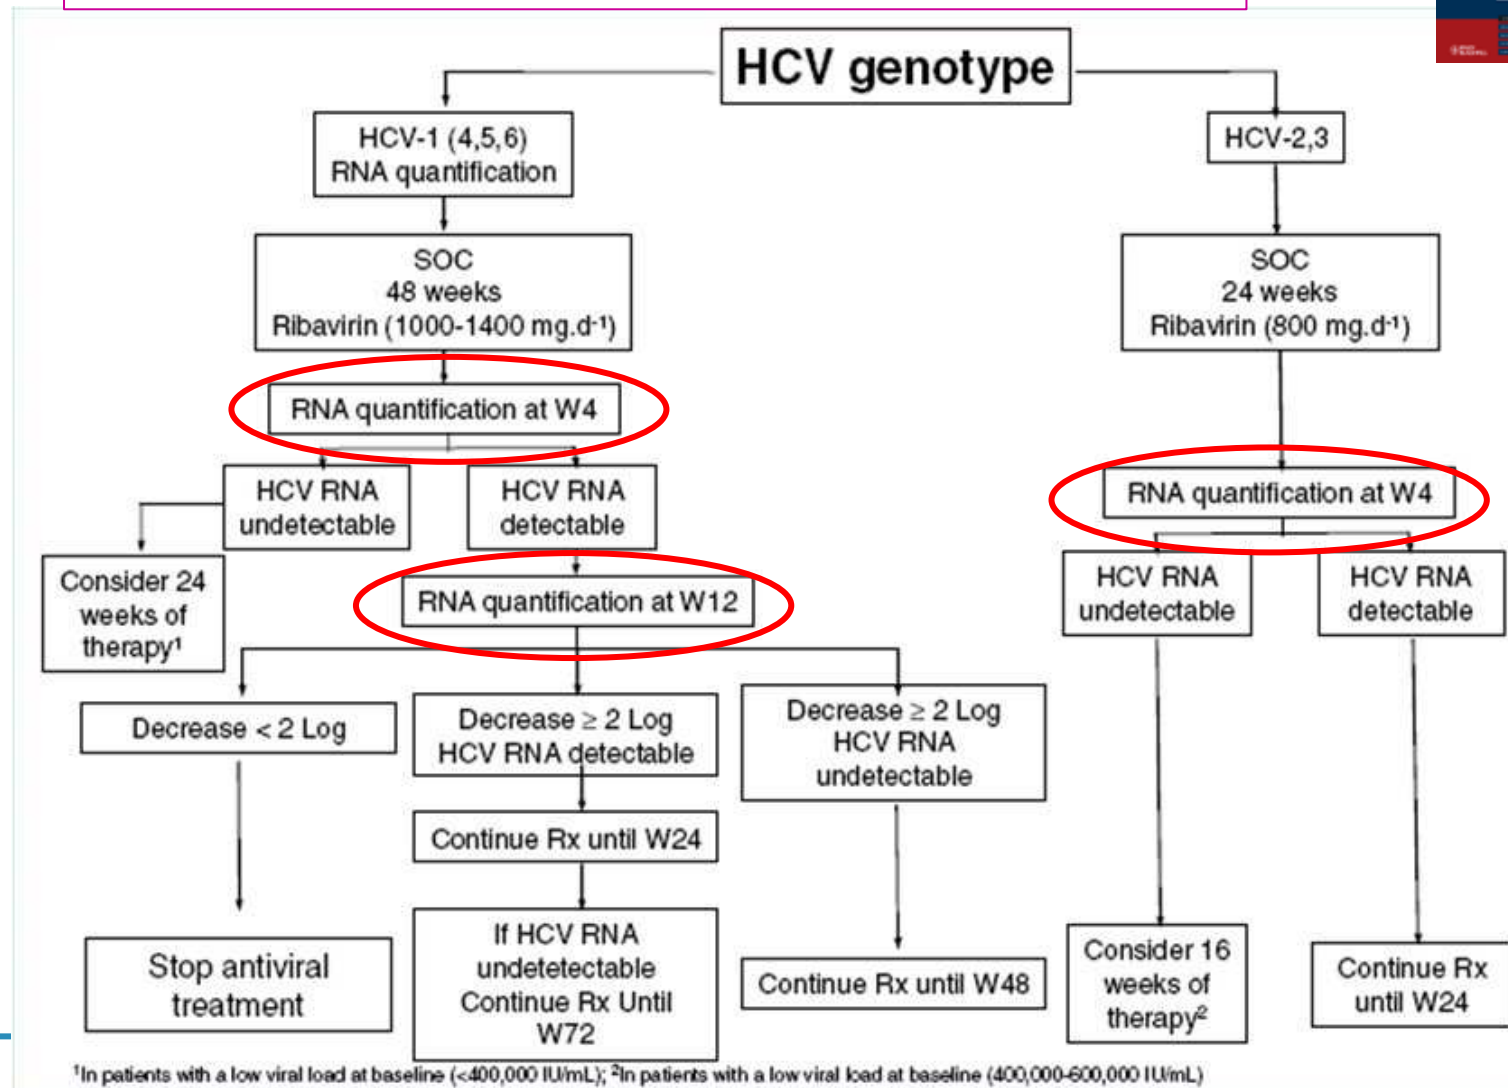 HCV genotype
HCV-1 (4,5,6)
RNA quantification
HCV-2,3
SOC
48 weeks
Ribavirin (1000-1400 mg.d⁻¹)
SOC
24 weeks
Ribavirin (800 mg.d⁻¹)
RNA quantification at W4
HCV RNA
undetectable
HCV RNA
detectable
RNA quantification at W4
Consider 24
weeks of
therapy¹
RNA quantification at W12
HCV RNA
undetectable
HCV RNA
detectable
Decrease < 2 Log
Decrease ≥ 2 Log
HCV RNA detectable
Decrease ≥ 2 Log
HCV RNA
undetectable
Continue Rx until W24
Stop antiviral
treatment
If HCV RNA
undetetectable
Continue Rx Until
W72
Continue Rx until W48
Consider 16
weeks of
therapy²
Continue Rx
until W24
¹In patients with a low viral load at baseline (<400,000 IU/mL); ²In patients with a low viral load at baseline (400,000-600,000 IU/mL)